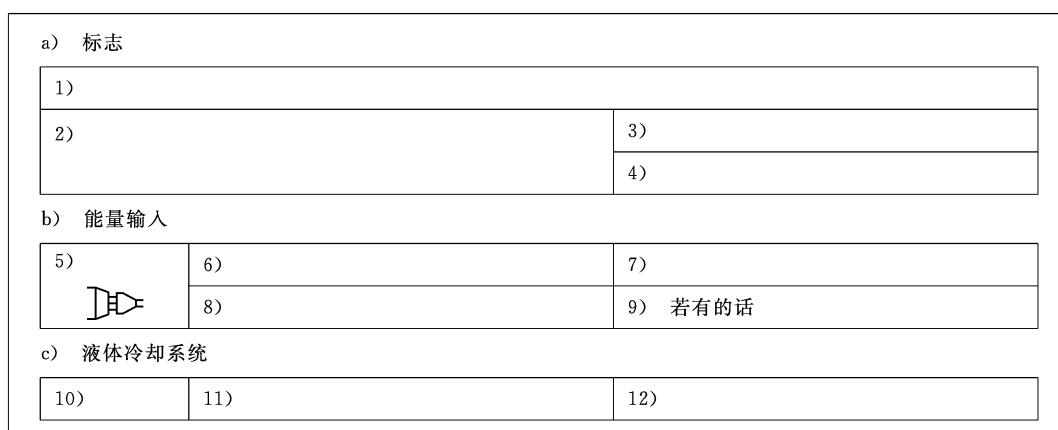 a） 标志
1）
2）
3）
4）
b） 能量输入
5）
6）
7）
8）
9） 若有的话
c） 液体冷却系统
10）
11）
12）